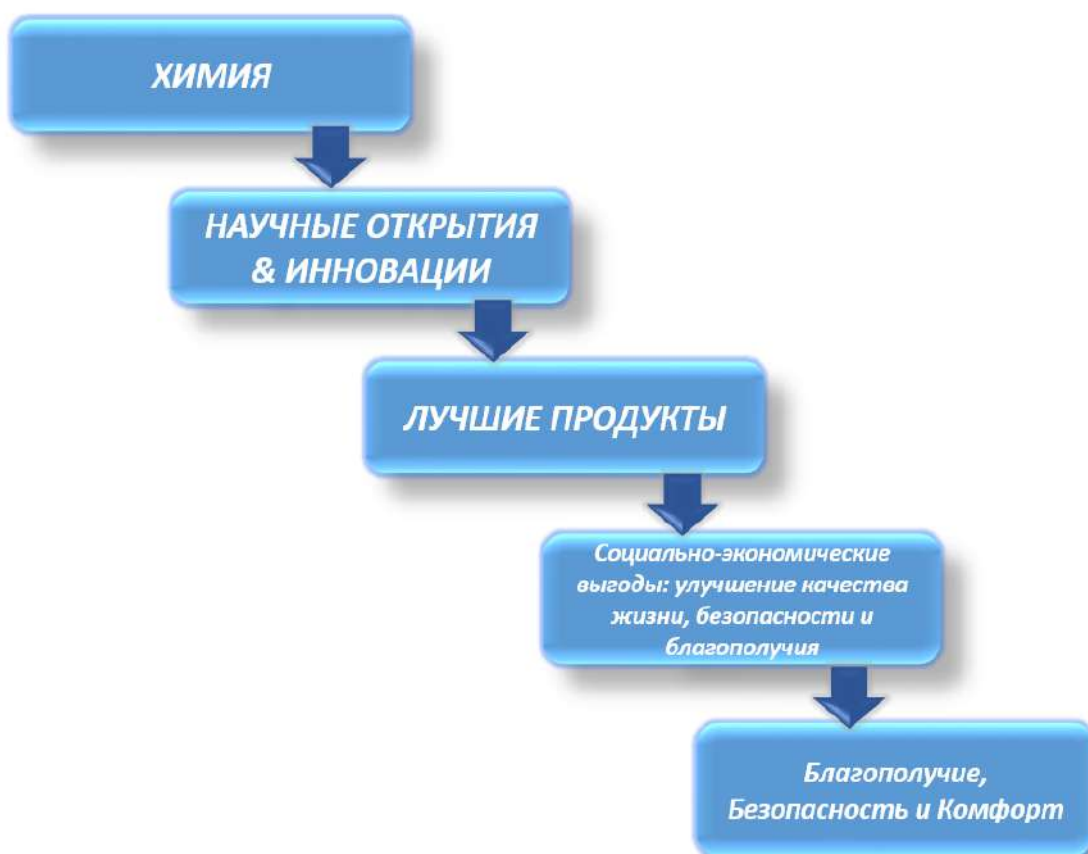 ХИМИЯ
НАУЧНЫЕ ОТКРЫТИЯ
& ИННОВАЦИИ
ЛУЧШИЕ ПРОДУКТЫ
Социально-экономические
выгоды: улучшение качества
жизни, безопасности и
благополучия
Благополучие,
Безопасность и Комфорт